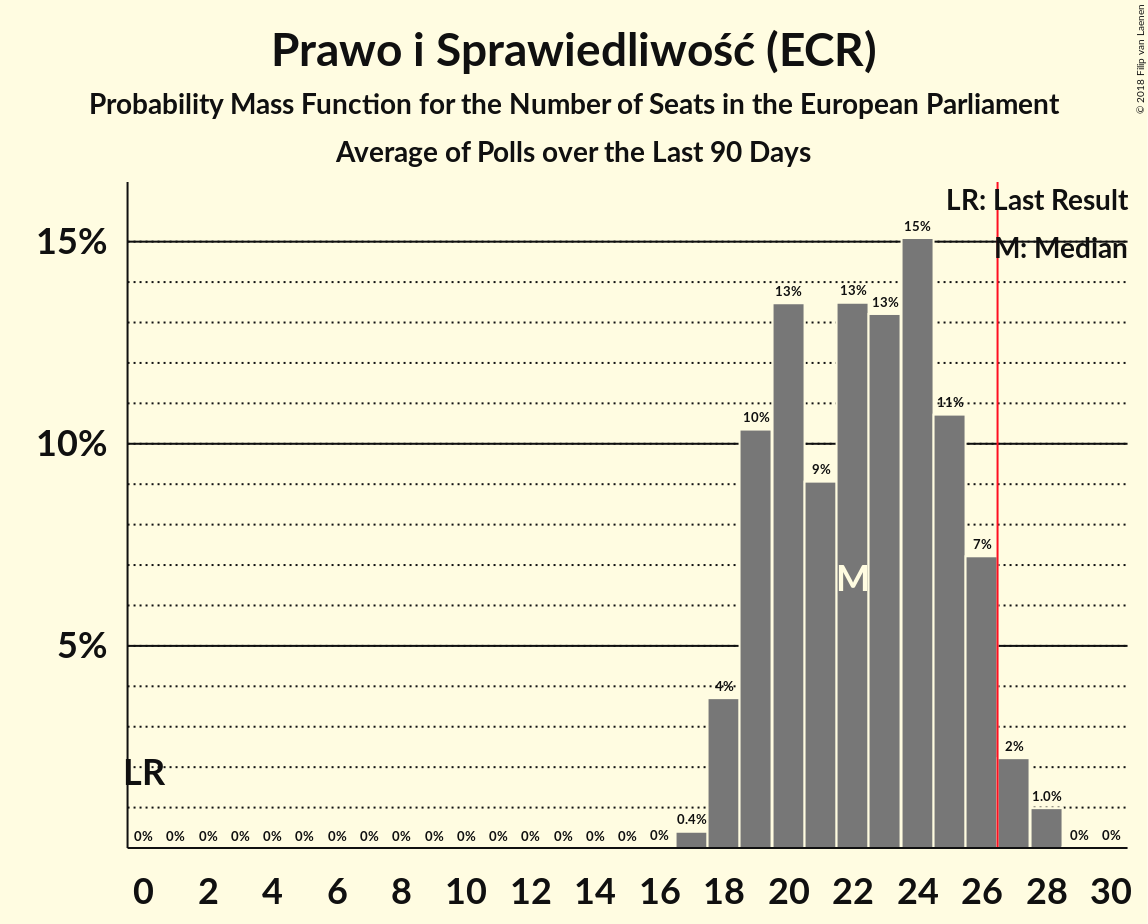 Prawo i Sprawiedliwość (ECR)
Probability Mass Function for the Number of Seats in the European Parliament
Average of Polls over the Last 90 Days
© 2018 Filip van Laenen
LR: Last Result
M: Median
15%
10%
5%
15%
13%
13%
13%
11%
10%
9%
7%
M
4%
LR
2%
1.0%
0.4%
0% 0% 0% 0% 0% 0% 0% 0% 0% 0% 0% 0% 0% 0% 0% 0% 0% 0% 0%
0 2 4 6 8 10 12 14 16 18 20 22 24 26 28 30